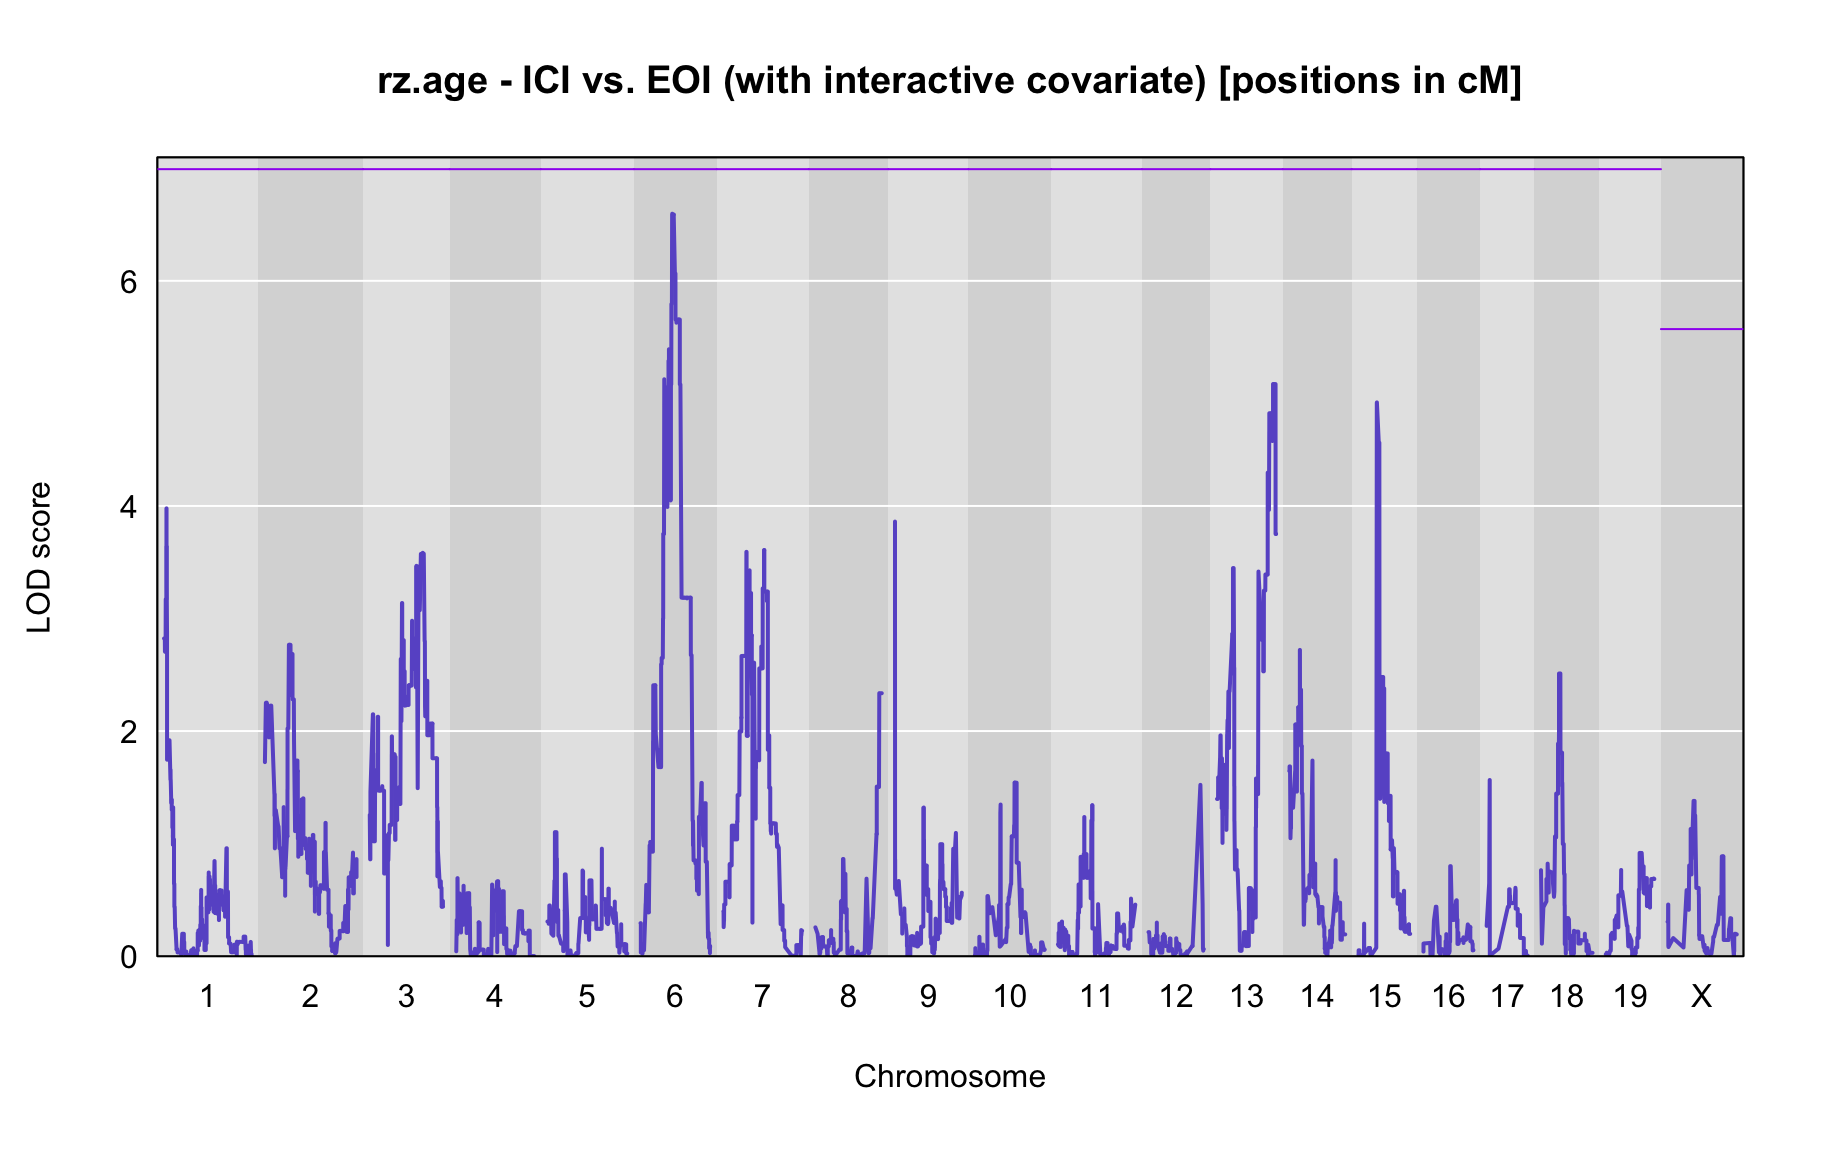 rz.age - ICI vs. EOI (with interactive covariate) [positions in cM]
6
4
2
0
LOD score
1 2 3 4 5 6 7 8 9 10 11 12 13 14 15 16 17 18 19 X
Chromosome